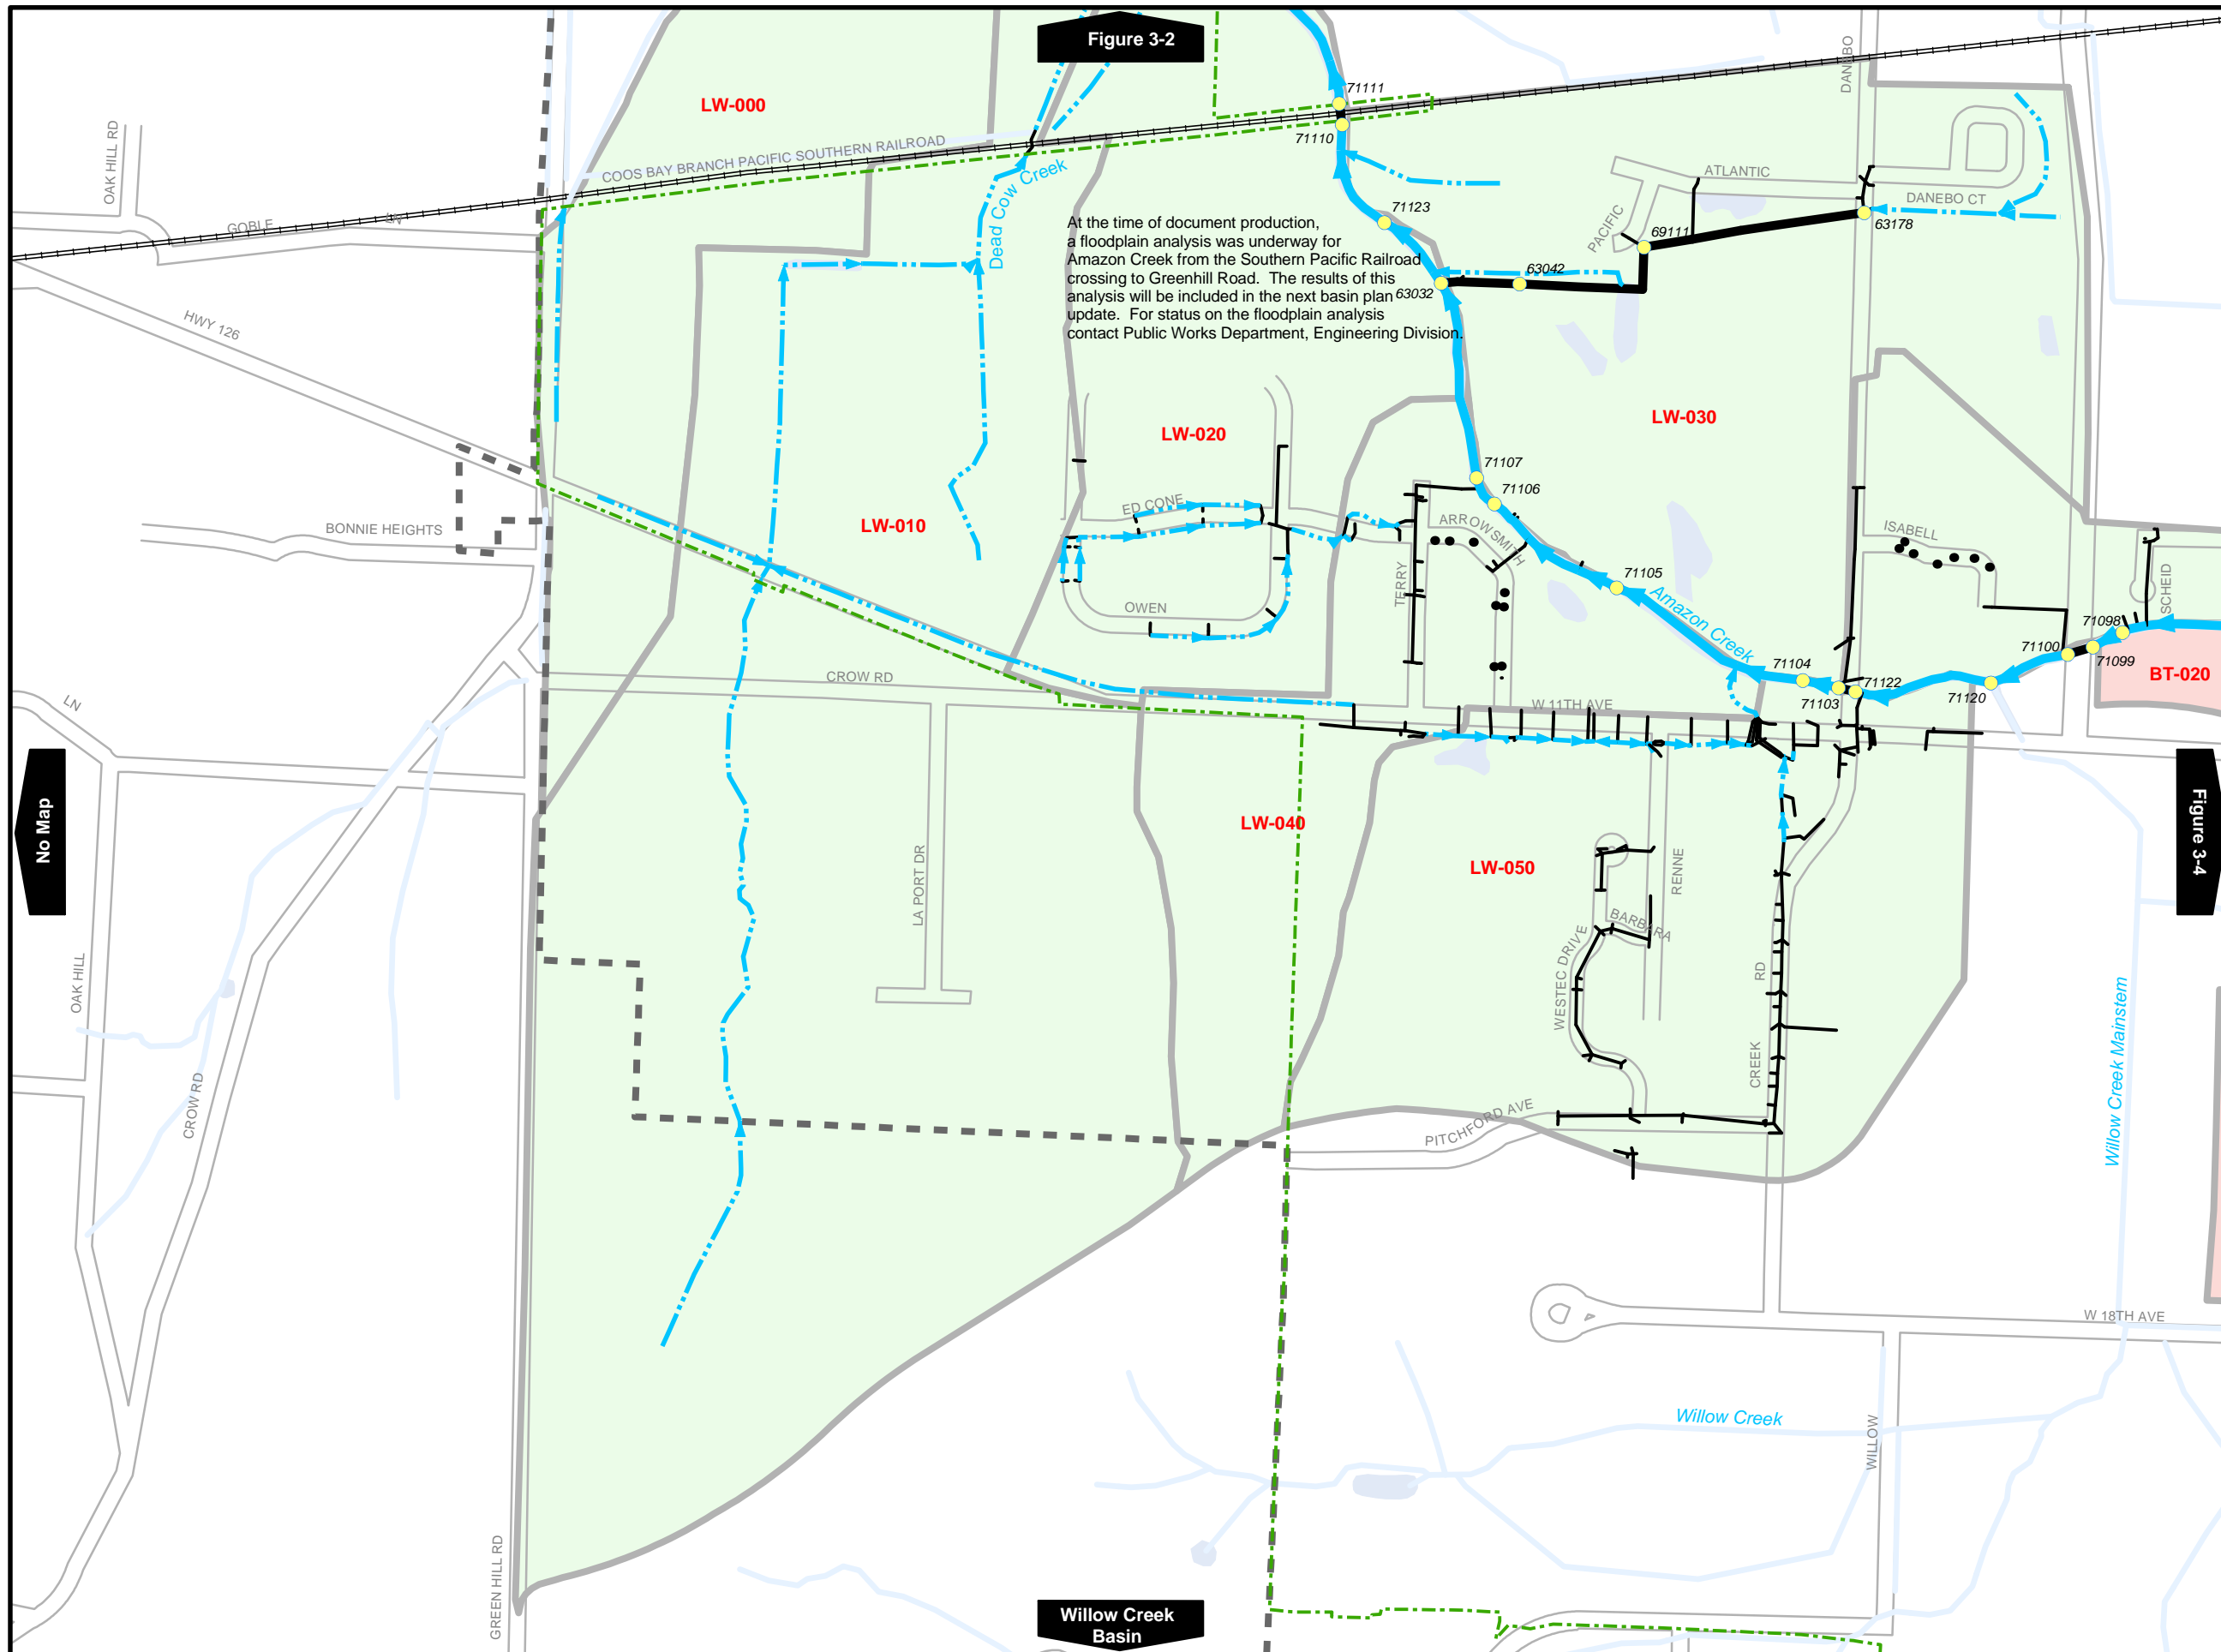 Figure 3-2
LW-000
71111
DANEBO
OAK HILL RD
COOS BAY BRANCH PACIFIC SOUTHERN RAILROAD
71110
ATLANTIC
Dead Cow Creek
DANEBO CT
GOBLE
LN
71123
63178
PACIFIC
69111
At the time of document production,
a floodplain analysis was underway for
Amazon Creek from the Southern Pacific Railroad
crossing to Greenhill Road. The results of this
analysis will be included in the next basin plan
update. For status on the floodplain analysis
contact Public Works Department, Engineering Division.
63042
63032
HWY 126
LW-020
LW-030
71107
71106
ED CONE
LW-010
BONNIE HEIGHTS
ARROWSMITH
ISABELL
TERRY
71105
SCHEID
OWEN
Amazon Creek
71098
71100
71099
BT-020
CROW RD
71104
71122
71120
71103
W 11TH AVE
LN
No Map
Figure 3-4
LW-040
LW-050
LA PORT DR
RENNE
BARBARA
WESTEC DRIVE
OAK HILL
RD
CREEK
Willow Creek Mainstem
CROW RD
PITCHFORD AVE
W 18TH AVE
Willow Creek
WILLOW
GREEN HILL RD
Willow Creek
Basin